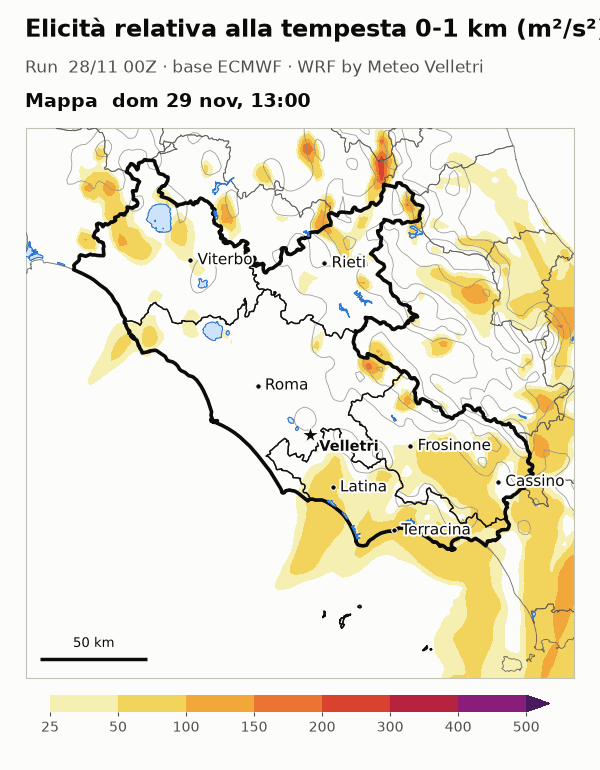 Elicità relativa alla tempesta 0-1 km (m²/s²)
Run  28/11 00Z · base ECMWF · WRF by Meteo Velletri
Mappa  dom 29 nov, 13:00
Viterbo
Rieti
Roma
Velletri
Frosinone
Latina
Cassino
Terracina
50 km
25 50 100 150 200 300 400 500